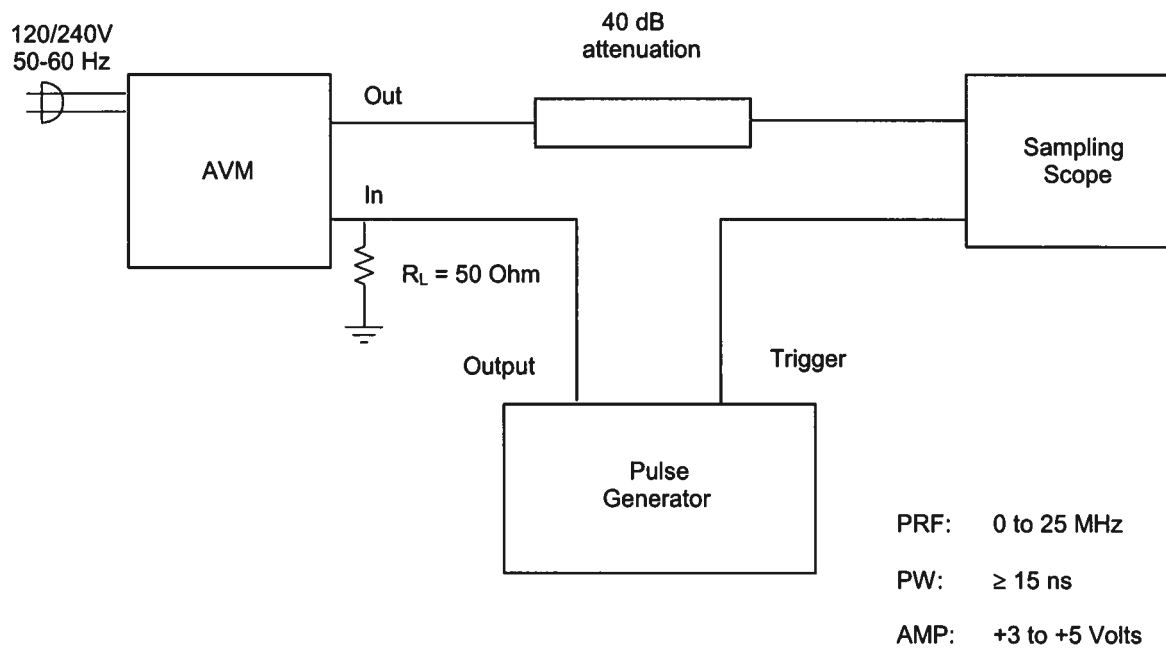 120/240V
50-60 Hz
40 dB
attenuation
Out
AVM
Sampling
Scope
In
R_L = 50 Ohm
Output
Trigger
Pulse
Generator
PRF: 0 to 25 MHz
PW: ≥ 15 ns
AMP: +3 to +5 Volts